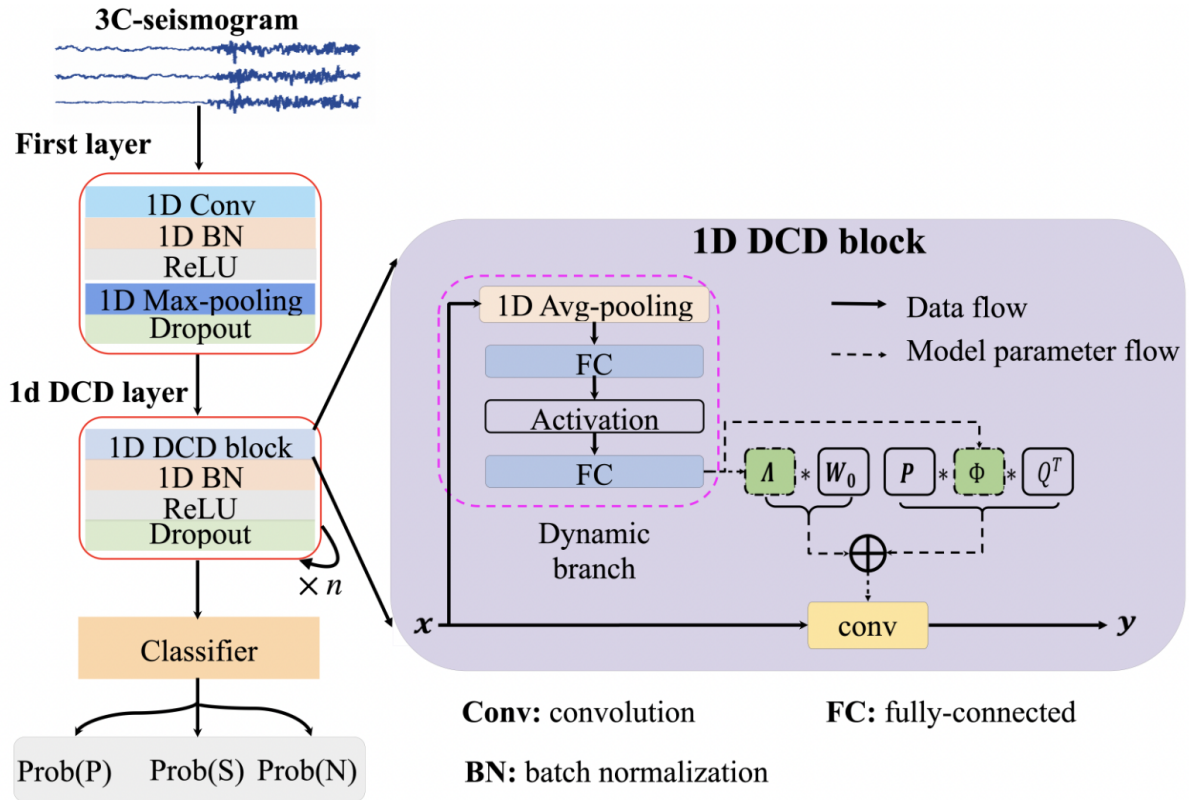 3C-seismogram
First layer
1D Conv
1D BN
ReLU
1D Max-pooling
Dropout
1d DCD layer
1D DCD block
1D BN
ReLU
Dropout
× n
Classifier
Prob(P) Prob(S) Prob(N)
1D DCD block
1D Avg-pooling
FC
Activation
FC
Dynamic
branch
Data flow
Model parameter flow
Λ * W₀ P * Φ * Qᵀ
x conv y
Conv: convolution FC: fully-connected
BN: batch normalization